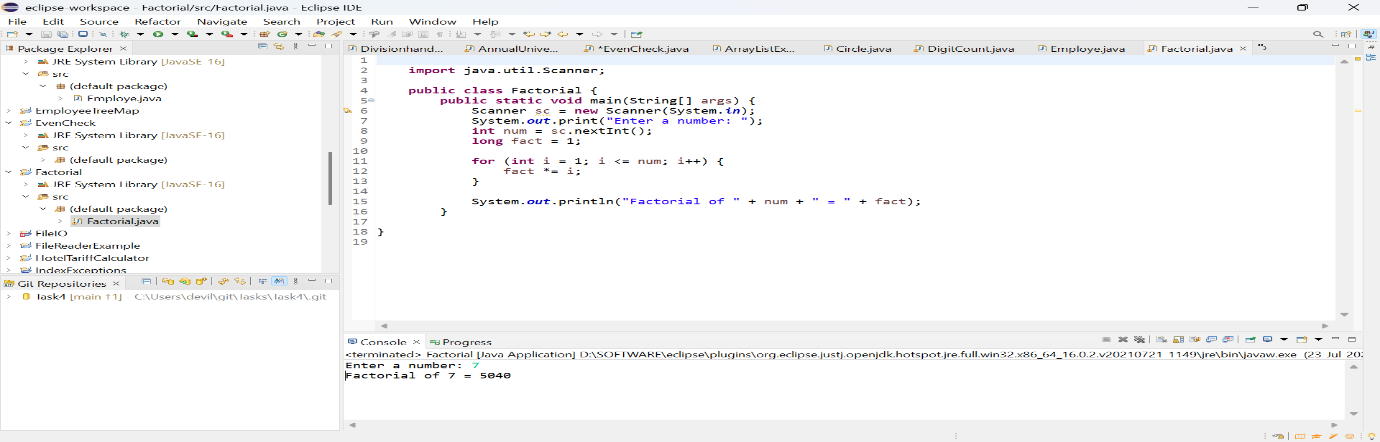 eclipse-workspace - Factorial/src/Factorial.java - Eclipse IDE
File Edit Source Refactor Navigate Search Project Run Window Help
Package Explorer
JRE System Library [JavaSE-16]
src
(default package)
Employe.java
EmployeeTreeMap
EvenCheck
JRE System Library [JavaSE-16]
src
(default package)
Factorial
JRE System Library [JavaSE-16]
src
(default package)
Factorial.java
FileIO
FileReaderExample
HotelTariffCalculator
IndexExceptions
Git Repositories
Task4 [main ↑1] C:\Users\devil\git\Tasks\Task4\.git
Divisionhand... AnnualUnive... *EvenCheck.java ArrayListEx... Circle.java DigitCount.java Employe.java Factorial.java
1
2 import java.util.Scanner;
3
4 public class Factorial {
5 public static void main(String[] args) {
6 Scanner sc = new Scanner(System.in);
7 System.out.print("Enter a number: ");
8 int num = sc.nextInt();
9 long fact = 1;
10
11 for (int i = 1; i <= num; i++) {
12 fact *= i;
13 }
14
15 System.out.println("Factorial of " + num + " = " + fact);
16 }
17
18 }
19
Console Progress
<terminated> Factorial [Java Application] D:\SOFTWARE\eclipse\plugins\org.eclipse.justj.openjdk.hotspot.jre.full.win32.x86_64_16.0.2.v20210721-1149\jre\bin\javaw.exe (23 Jul 202
Enter a number: 7
Factorial of 7 = 5040